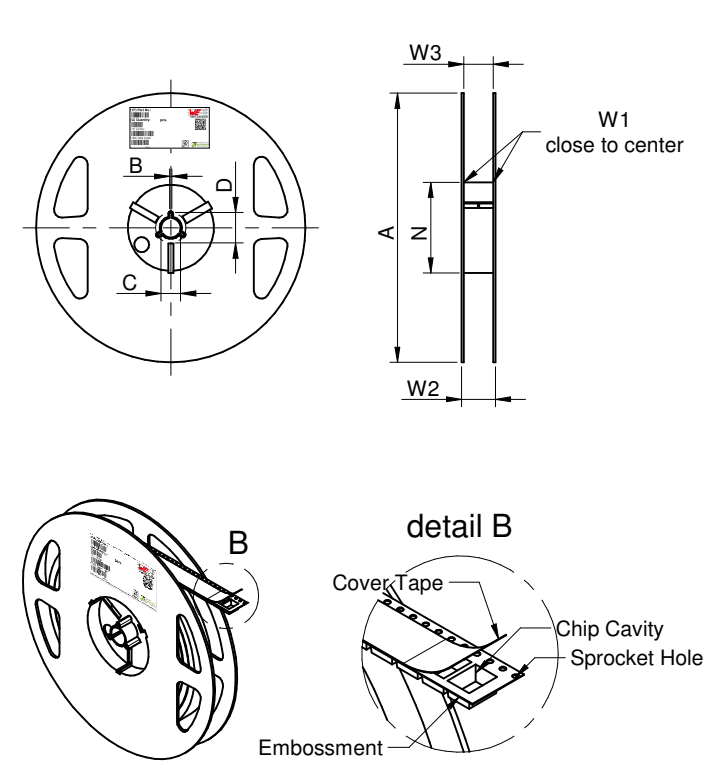 W3
W1
close to center
B
D
A
N
C
W2
B
detail B
Cover Tape
Chip Cavity
Sprocket Hole
Embossment